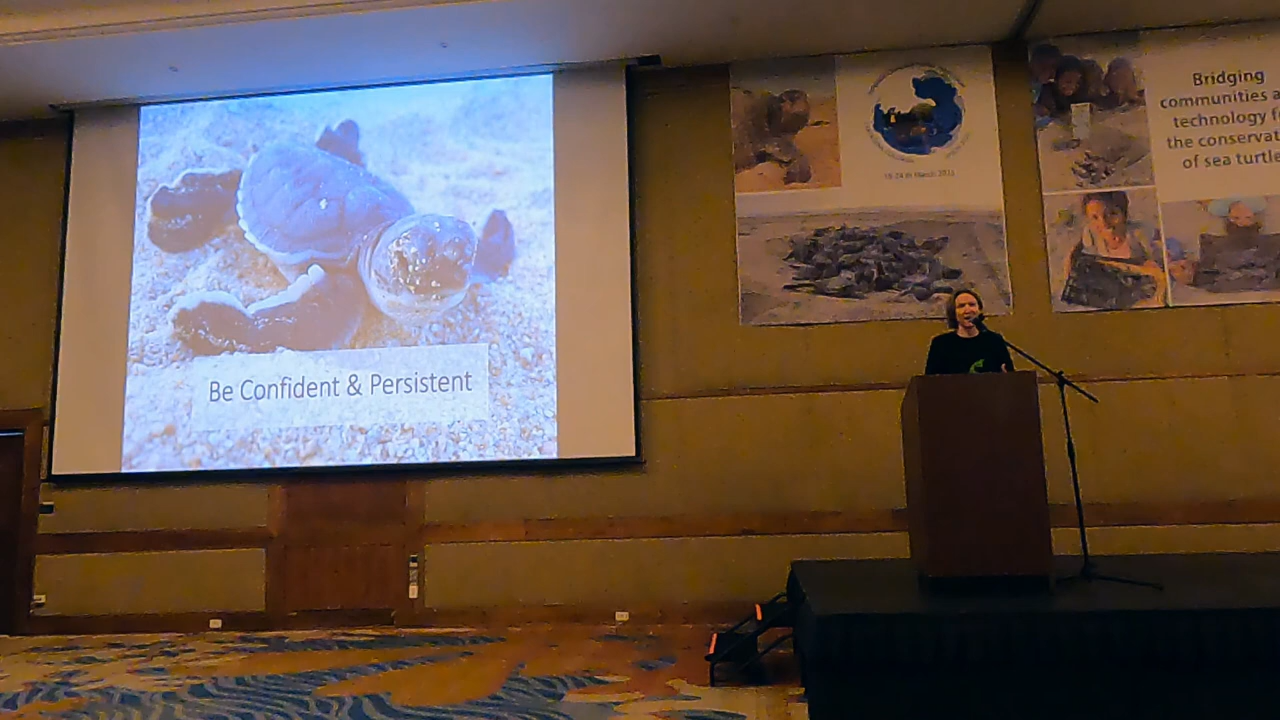 Be Confident & Persistent
Bridging
communities a
technology f
the conservat
of sea turtle